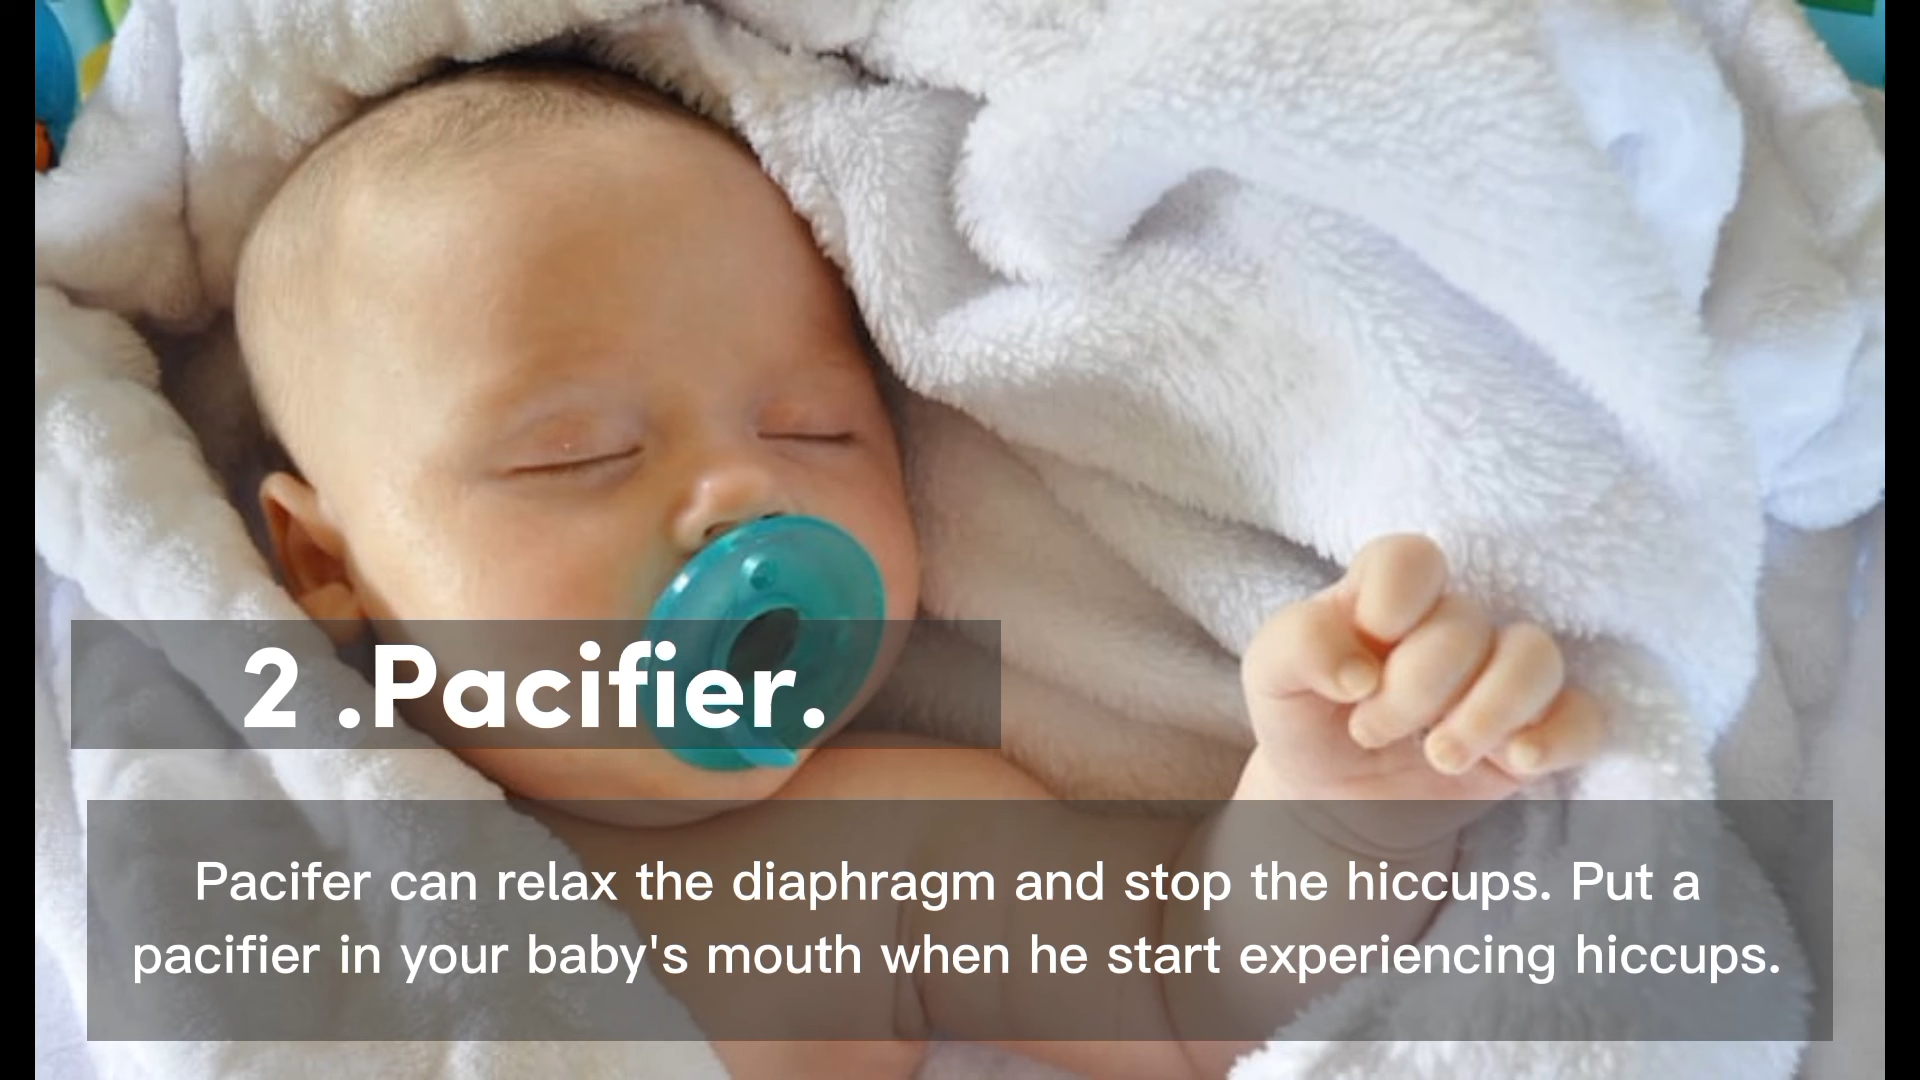 2 .Pacifier.
Pacifer can relax the diaphragm and stop the hiccups. Put a
pacifier in your baby's mouth when he start experiencing hiccups.